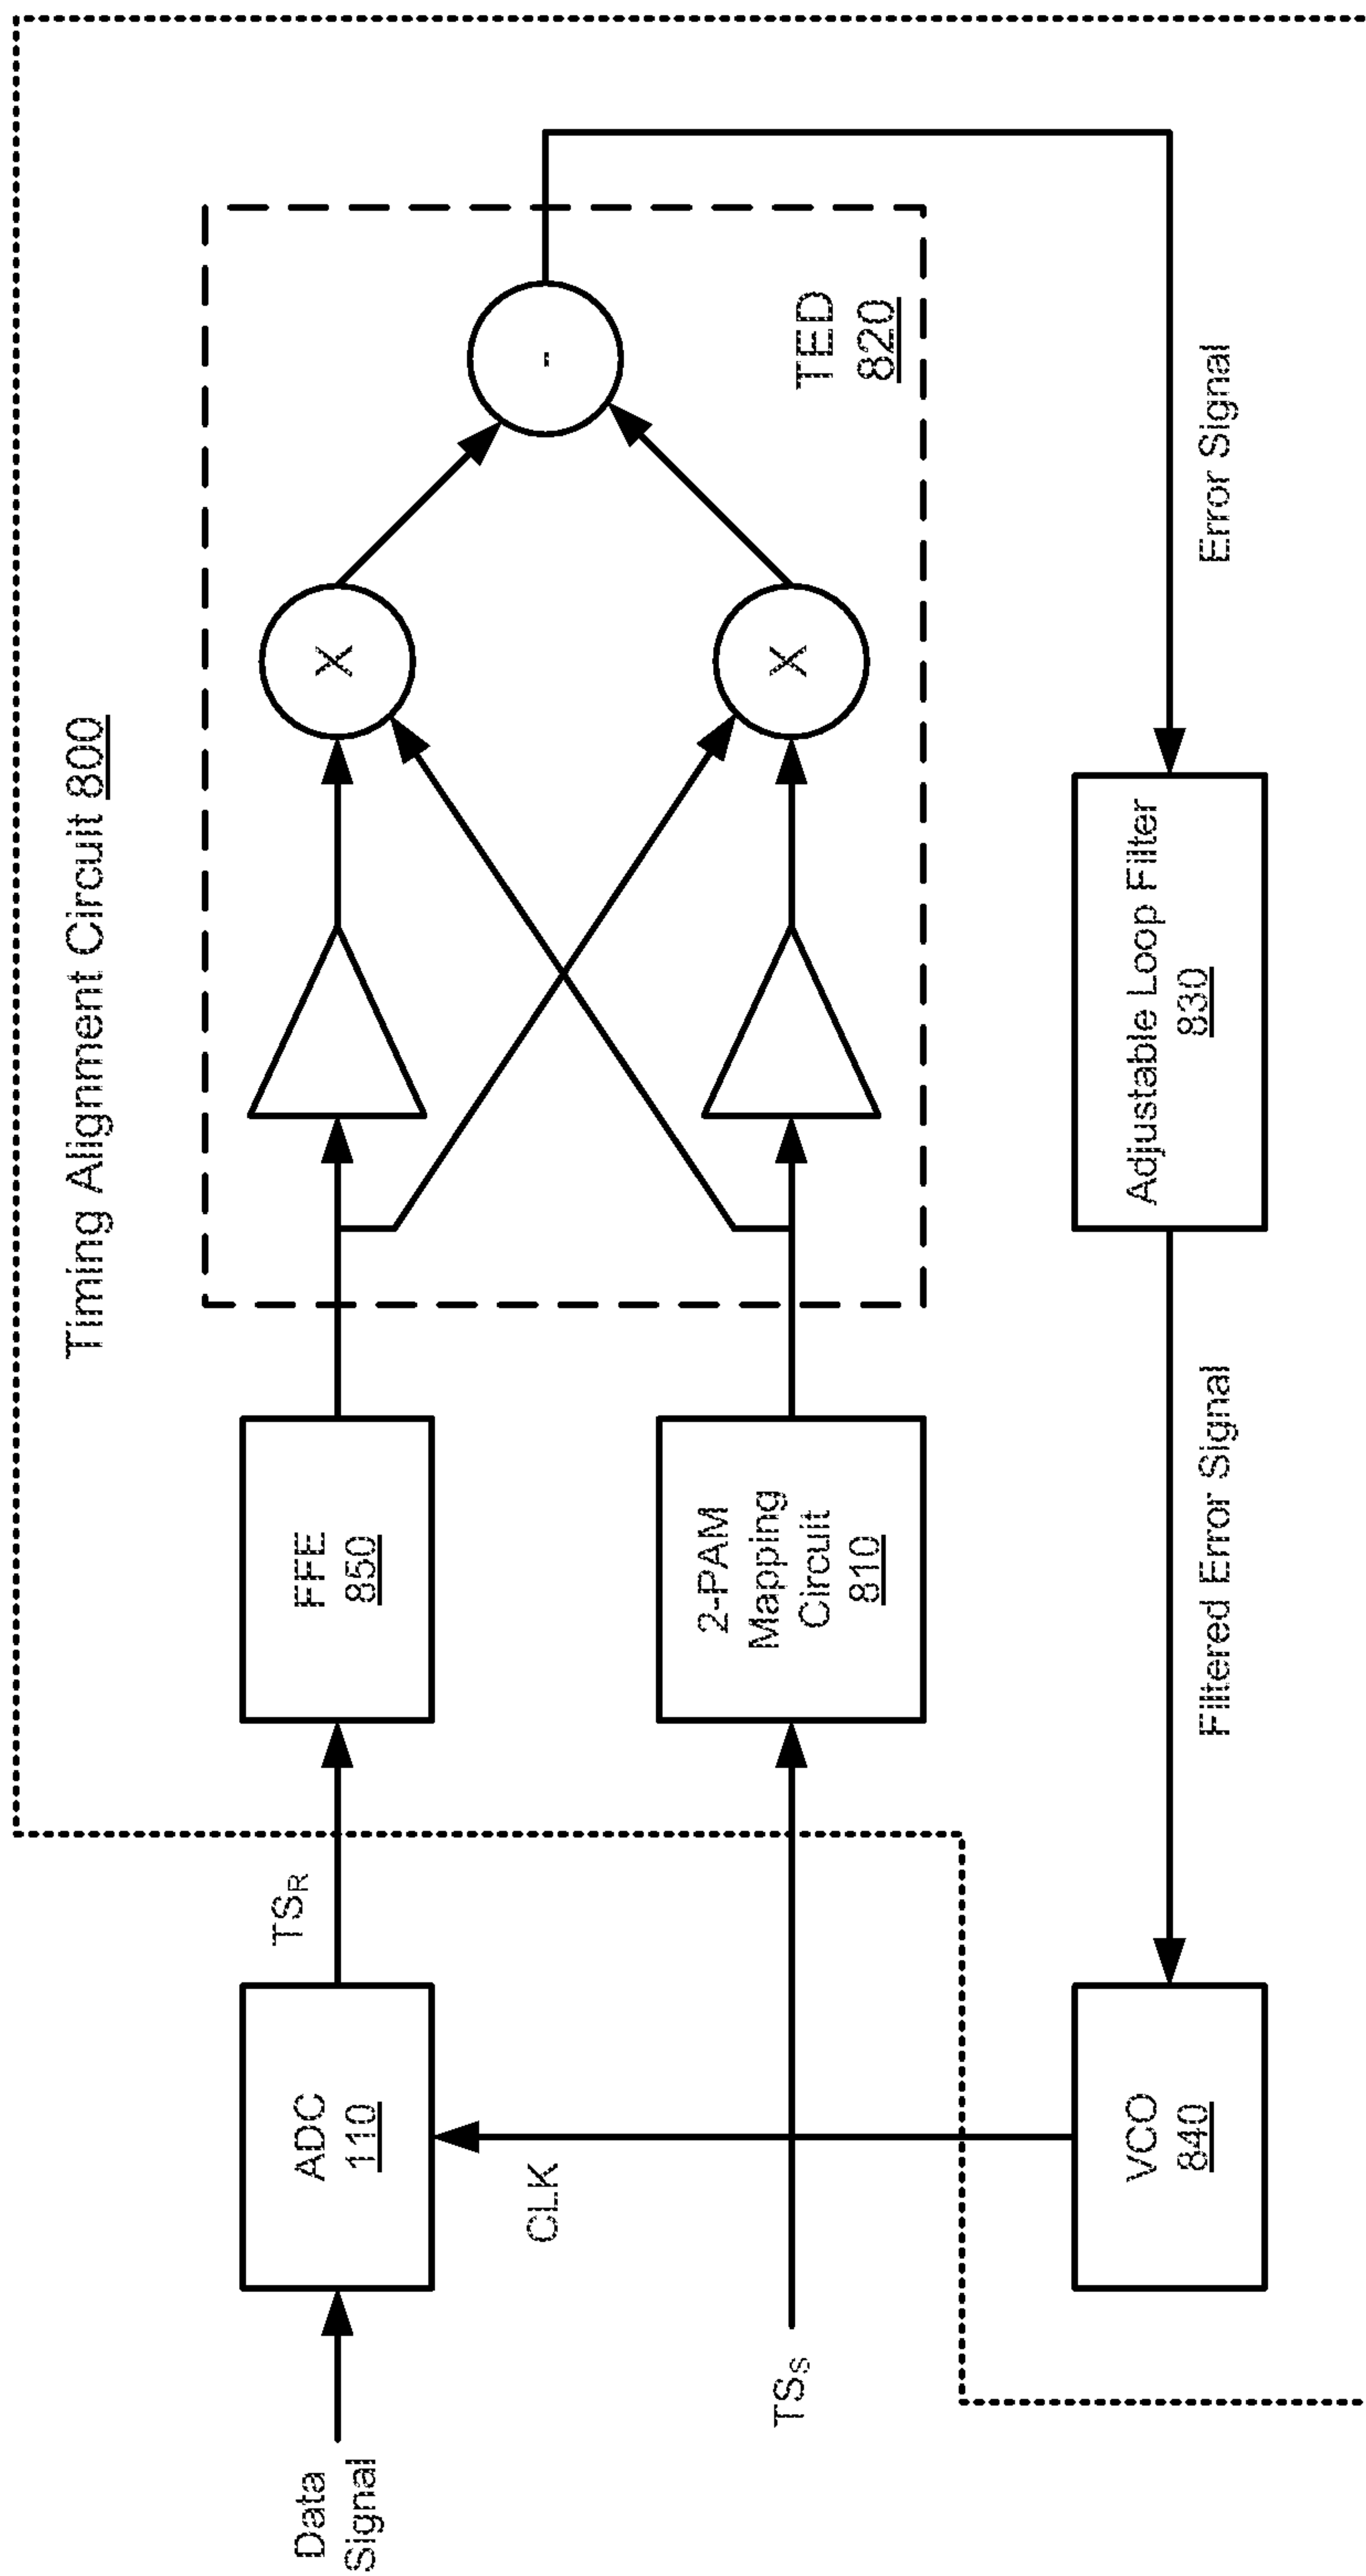 Timing Alignment Circuit 800
Data
Signal
ADC
110
TSR
FFE
850
X
-
TED
820
X
CLK
TSS
2-PAM
Mapping
Circuit
810
VCO
840
Filtered Error Signal
Adjustable Loop Filter
830
Error Signal